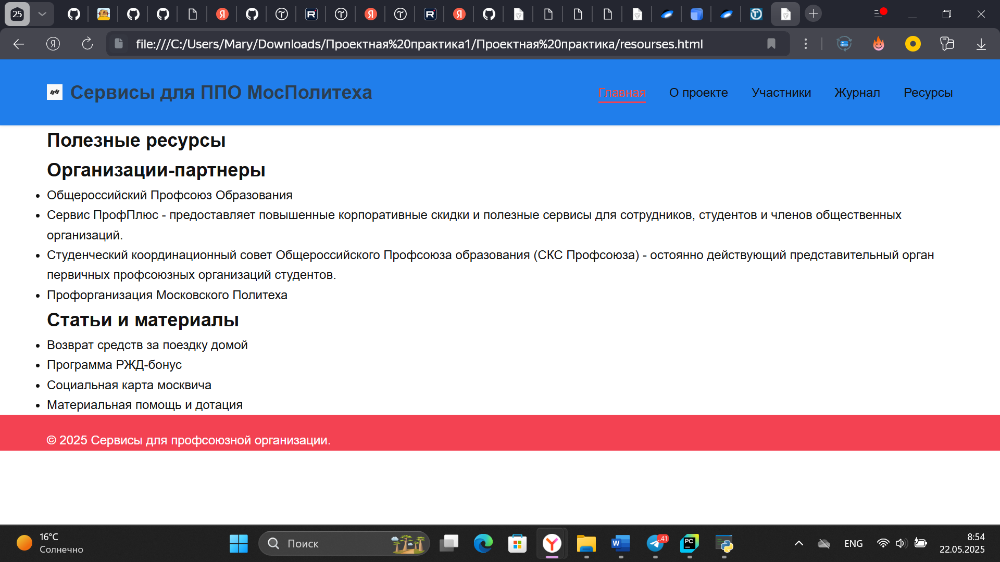 25
file:///C:/Users/Mary/Downloads/Проектная%20практика1/Проектная%20практика/resourses.html
Сервисы для ППО МосПолитеха
Главная О проекте Участники Журнал Ресурсы
Полезные ресурсы
Организации-партнеры
Общероссийский Профсоюз Образования
Сервис ПрофПлюс - предоставляет повышенные корпоративные скидки и полезные сервисы для сотрудников, студентов и членов общественных
организаций.
Студенческий координационный совет Общероссийского Профсоюза образования (СКС Профсоюза) - остоянно действующий представительный орган
первичных профсоюзных организаций студентов.
Профорганизация Московского Политеха
Статьи и материалы
Возврат средств за поездку домой
Программа РЖД-бонус
Социальная карта москвича
Материальная помощь и дотация
© 2025 Сервисы для профсоюзной организации.
16°C
Солнечно
Поиск
41
ENG
8:54
22.05.2025